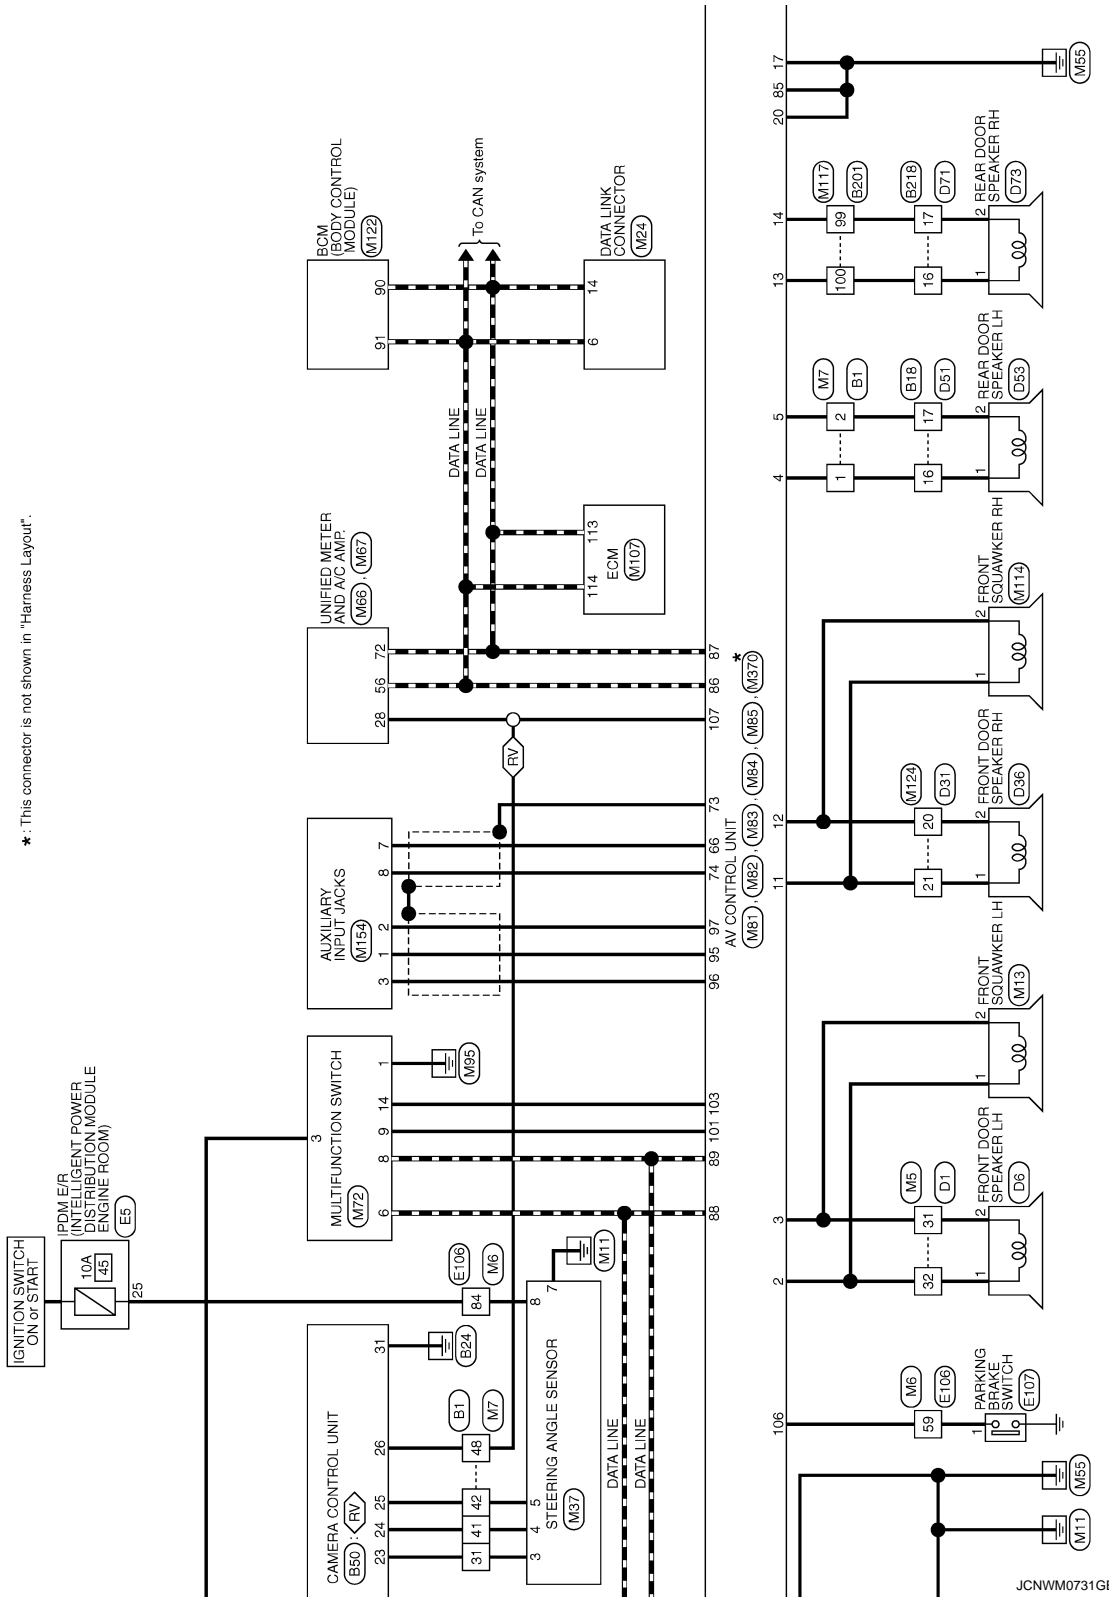 * : This connector is not shown in "Harness Layout".
IGNITION SWITCH
ON or START
10A
45
25
IPDM E/R
(INTELLIGENT POWER
DISTRIBUTION MODULE
ENGINE ROOM)
E5
CAMERA CONTROL UNIT
B50 : RV
23
24
25
26
31
B24
31
41
42
48
B1
M7
84
E106
M6
3
4
5
8
7
M11
STEERING ANGLE SENSOR
M37
3
MULTIFUNCTION SWITCH
M72
6
8
9
14
1
M95
AUXILIARY
INPUT JACKS
M154
3
1
2
8
7
RV
UNIFIED METER
AND A/C AMP.
M66 , M67
28
56
72
114
113
ECM
M107
DATA LINE
DATA LINE
BCM
(BODY CONTROL
MODULE)
M122
91
90
To CAN system
6
14
DATA LINK
CONNECTOR
M24
DATA LINE
DATA LINE
88
89
101
103
96
95
97
74
66
73
107
86
87
AV CONTROL UNIT
M81 , M82 , M83 , M84 , M85 , M370
*
106
2
3
11
12
4
5
13
14
20
85
17
M55
M11
M55
59
M6
E106
1
PARKING
BRAKE
SWITCH
E107
32
31
M5
D1
1
2
FRONT DOOR
SPEAKER LH
D6
1
2
FRONT
SQUAWKER LH
M13
21
20
M124
D31
1
2
FRONT DOOR
SPEAKER RH
D36
1
2
FRONT
SQUAWKER RH
M114
1
2
M7
B1
16
17
B18
D51
1
2
REAR DOOR
SPEAKER LH
D53
100
99
M117
B201
16
17
B218
D71
1
2
REAR DOOR
SPEAKER RH
D73